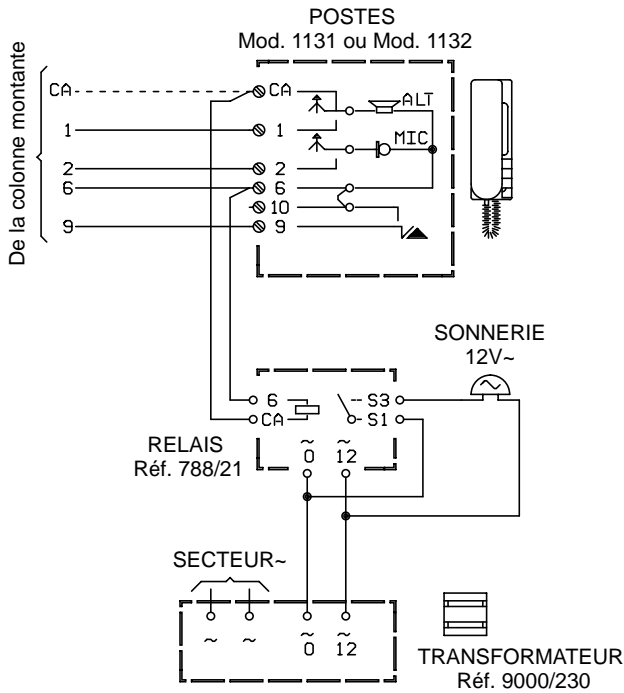 POSTES
Mod. 1131 ou Mod. 1132
De la colonne montante
CA CA ALT
1 1
MIC
2 2
6 6
10
9 9
SONNERIE
12V~
6 S3
CA S1
~ ~
0 12
RELAIS
Réf. 788/21
SECTEUR~
~ ~ ~ ~
0 12
TRANSFORMATEUR
Réf. 9000/230